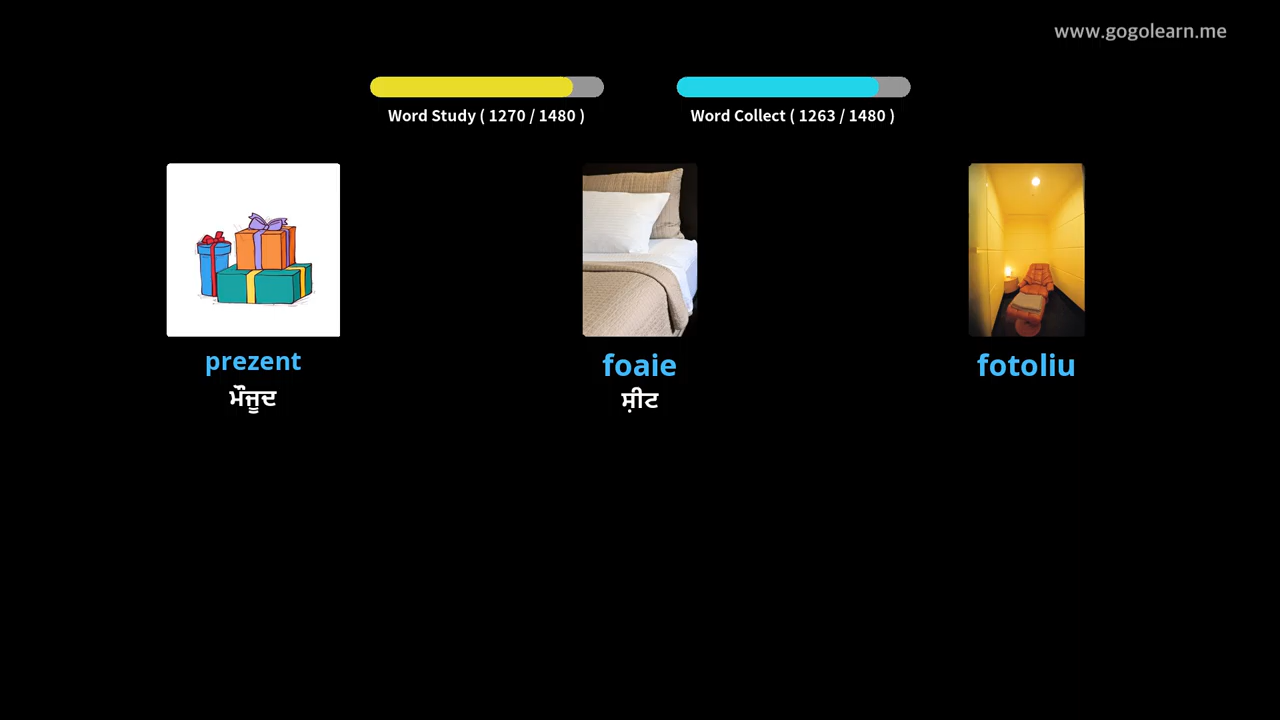 www.gogolearn.me
Word Study ( 1270 / 1480 )
Word Collect ( 1263 / 1480 )
prezent
ਮੌਜੂਦ
foaie
ਸ਼ੀਟ
fotoliu